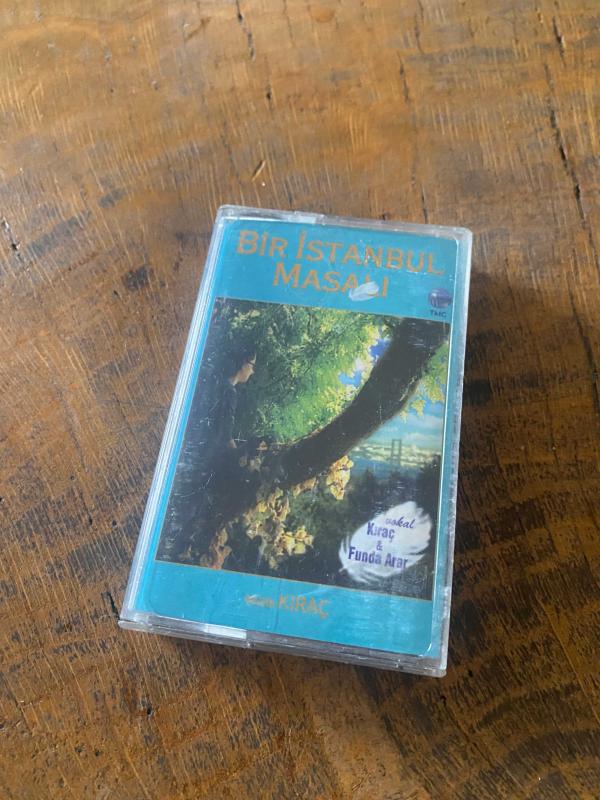 BİR İSTANBUL
MASALI
TMC
vokal
Kıraç
&
Funda Arar
KIRAÇ